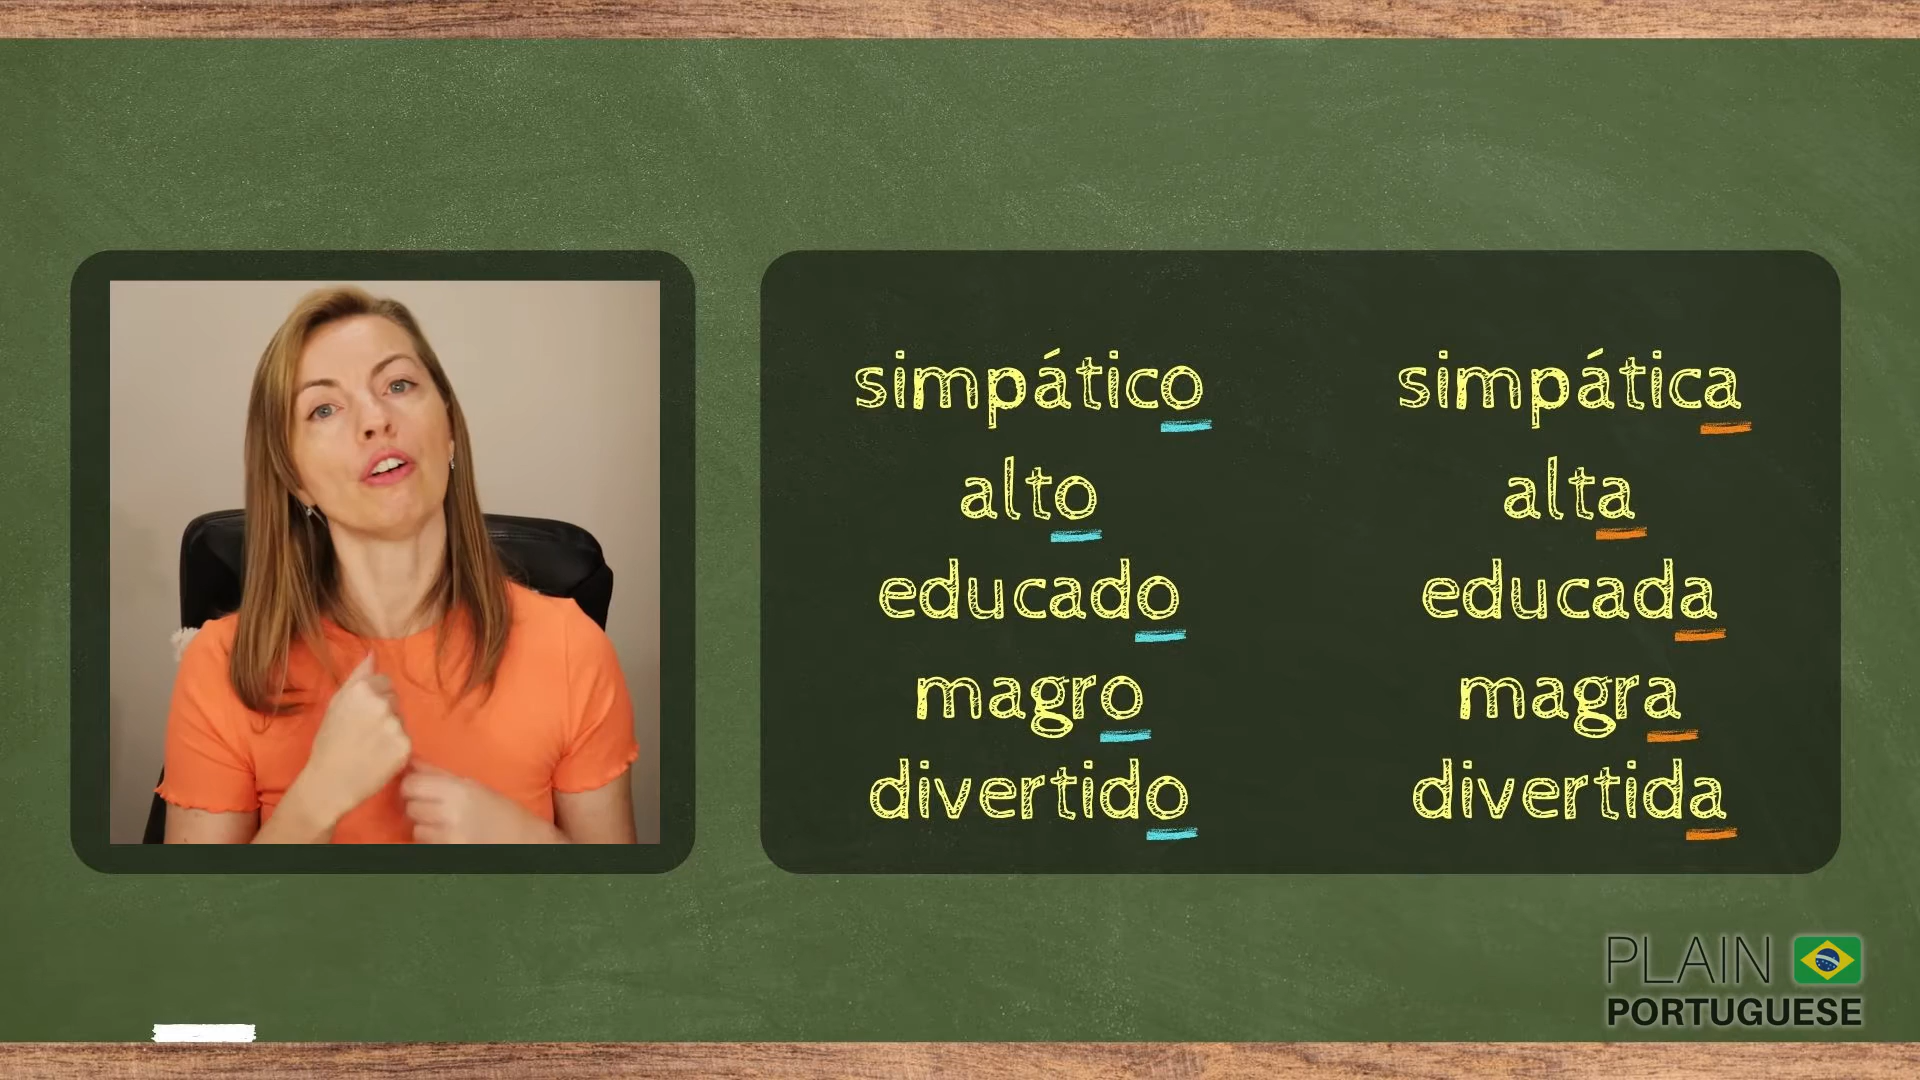 simpático simpática
alto alta
educado educada
magro magra
divertido divertida
PLAIN
PORTUGUESE